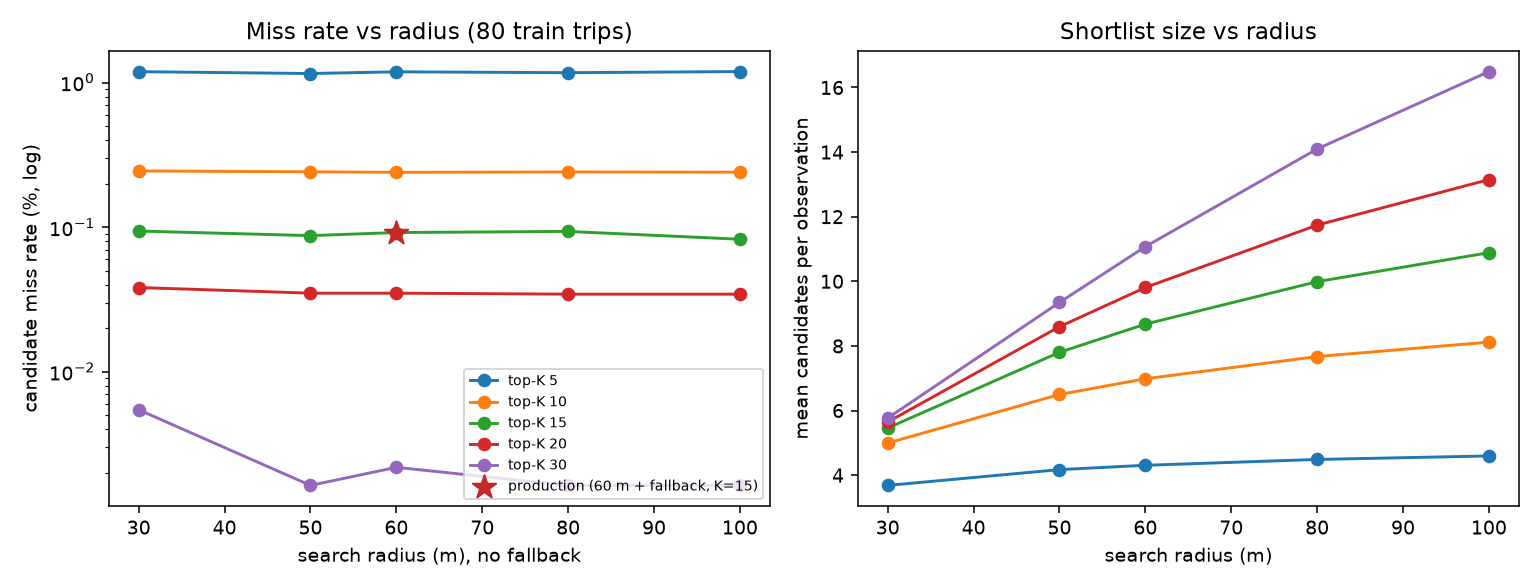 Miss rate vs radius (80 train trips)
candidate miss rate (%, log)
10^0
10^-1
10^-2
top-K 5
top-K 10
top-K 15
top-K 20
top-K 30
production (60 m + fallback, K=15)
30 40 50 60 70 80 90 100
search radius (m), no fallback
Shortlist size vs radius
mean candidates per observation
16
14
12
10
8
6
4
30 40 50 60 70 80 90 100
search radius (m)